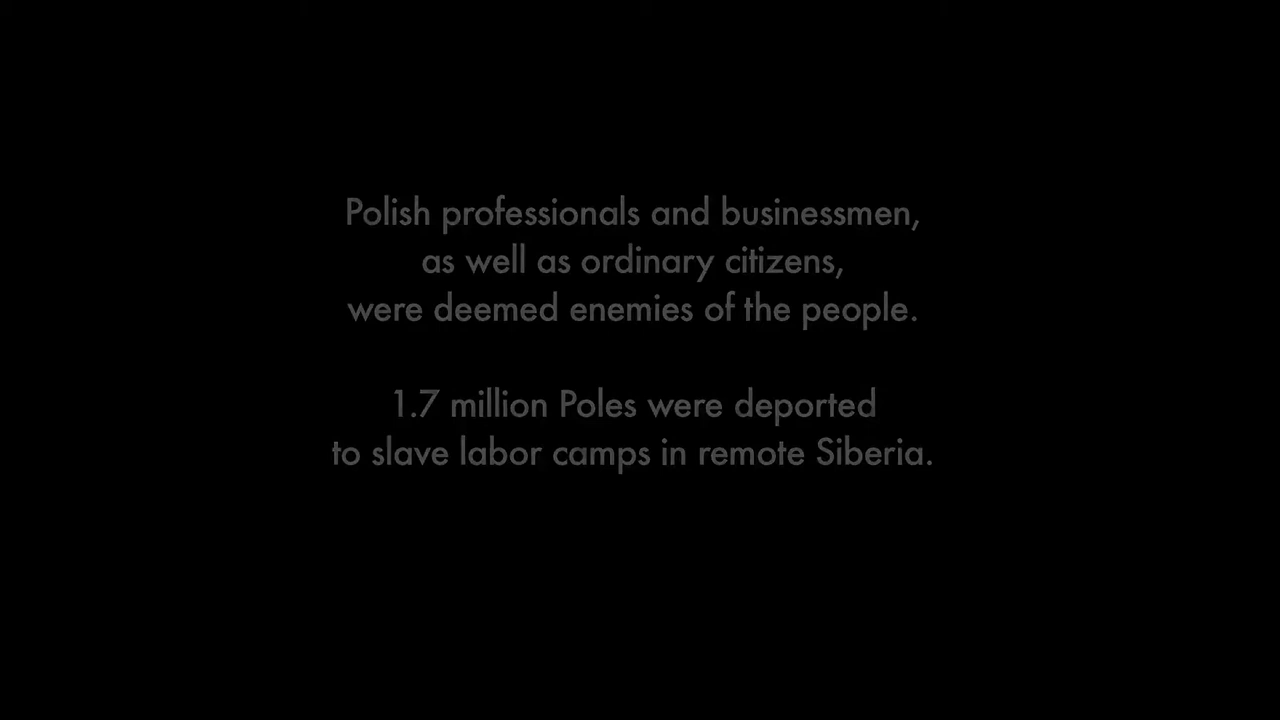 Polish professionals and businessmen,
as well as ordinary citizens,
were deemed enemies of the people.
1.7 million Poles were deported
to slave labor camps in remote Siberia.